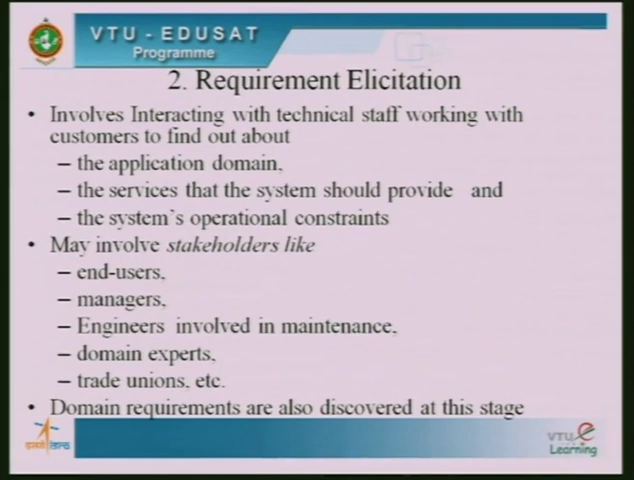 VTU - EDUSAT
Programme
2. Requirement Elicitation
• Involves Interacting with technical staff working with
customers to find out about
– the application domain,
– the services that the system should provide and
– the system's operational constraints
• May involve stakeholders like
– end-users,
– managers,
– Engineers involved in maintenance,
– domain experts,
– trade unions, etc.
• Domain requirements are also discovered at this stage
VTU e
Learning